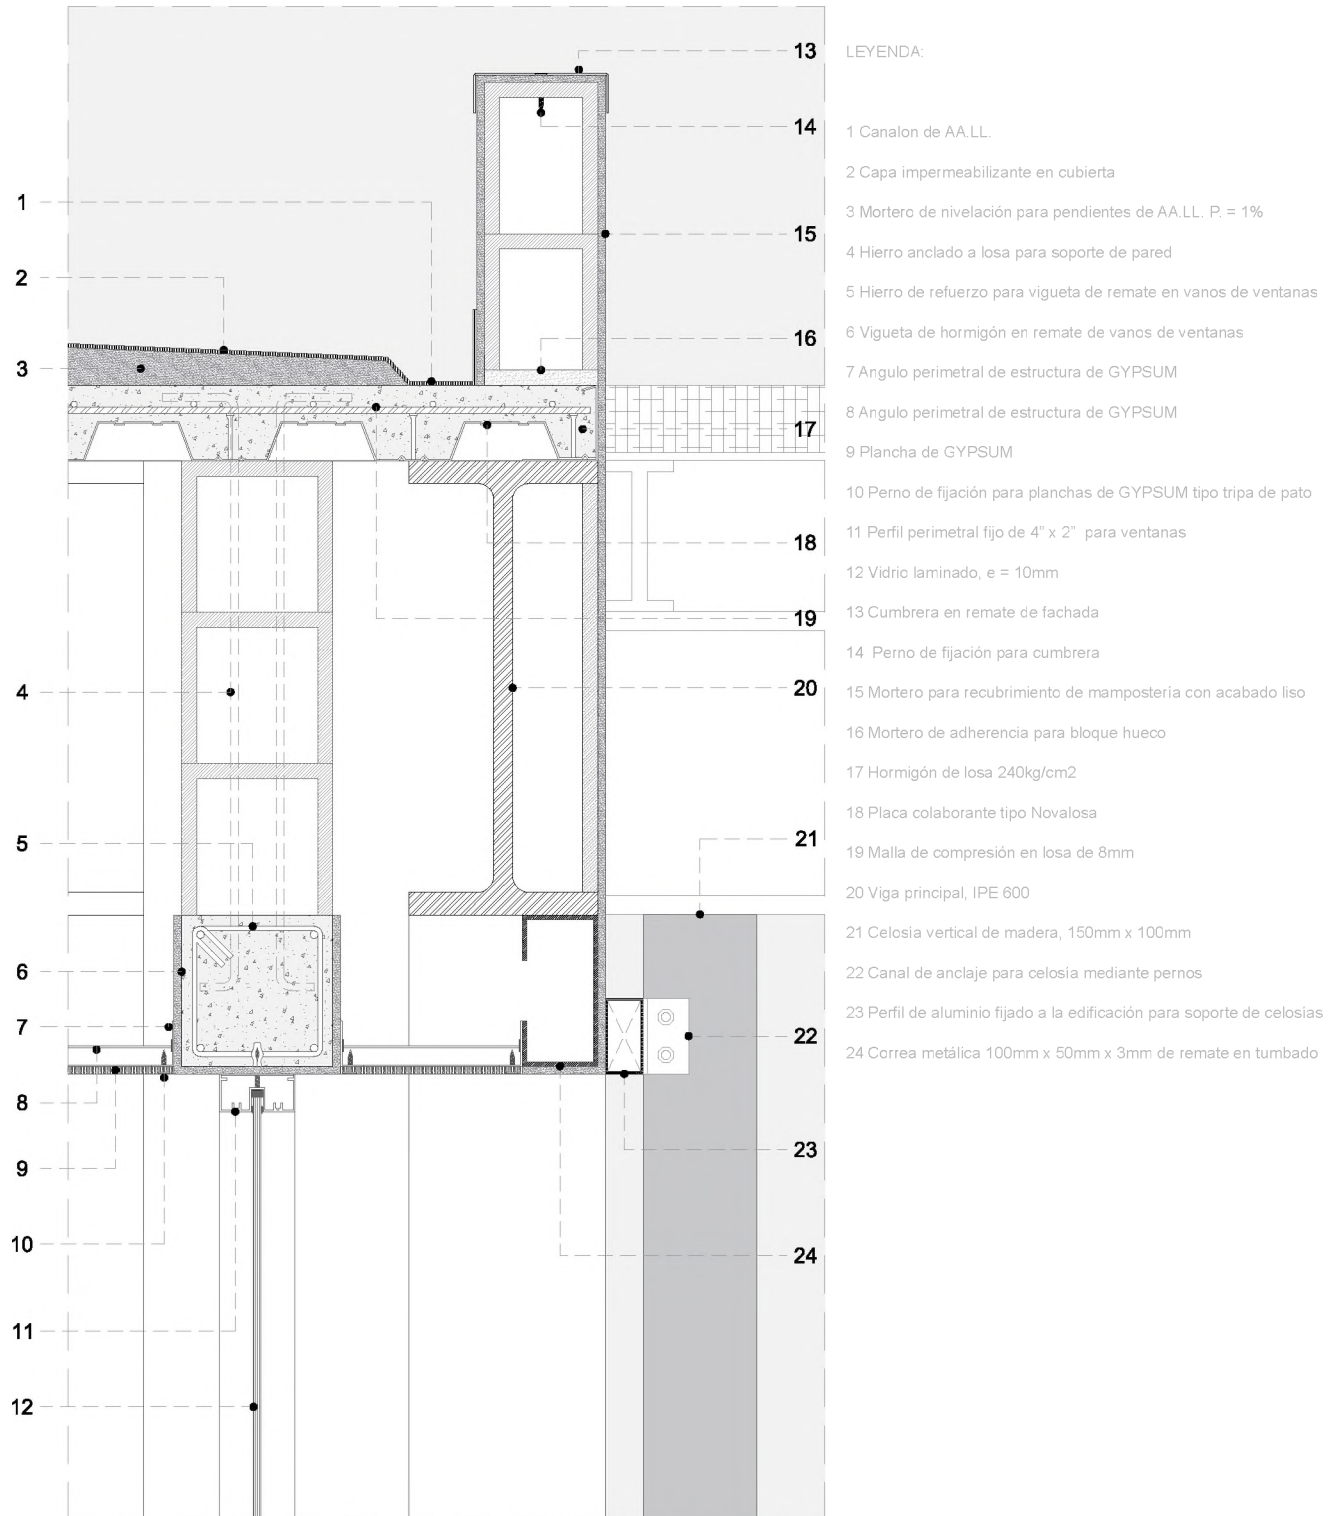 LEYENDA:
1 Canalon de AA.LL.
2 Capa impermeabilizante en cubierta
3 Mortero de nivelación para pendientes de AA.LL. P. = 1%
4 Hierro anclado a losa para soporte de pared
5 Hierro de refuerzo para vigueta de remate en vanos de ventanas
6 Vigueta de hormigón en remate de vanos de ventanas
7 Angulo perimetral de estructura de GYPSUM
8 Angulo perimetral de estructura de GYPSUM
9 Plancha de GYPSUM
10 Perno de fijación para planchas de GYPSUM tipo tripa de pato
11 Perfil perimetral fijo de 4" x 2" para ventanas
12 Vidrio laminado, e = 10mm
13 Cumbrera en remate de fachada
14 Perno de fijación para cumbrera
15 Mortero para recubrimiento de mampostería con acabado liso
16 Mortero de adherencia para bloque hueco
17 Hormigón de losa 240kg/cm2
18 Placa colaborante tipo Novalosa
19 Malla de compresión en losa de 8mm
20 Viga principal, IPE 600
21 Celosia vertical de madera, 150mm x 100mm
22 Canal de anclaje para celosia mediante pernos
23 Perfil de aluminio fijado a la edificación para soporte de celosias
24 Correa metálica 100mm x 50mm x 3mm de remate en tumbado
1
2
3
4
5
6
7
8
9
10
11
12
13
14
15
16
17
18
19
20
21
22
23
24